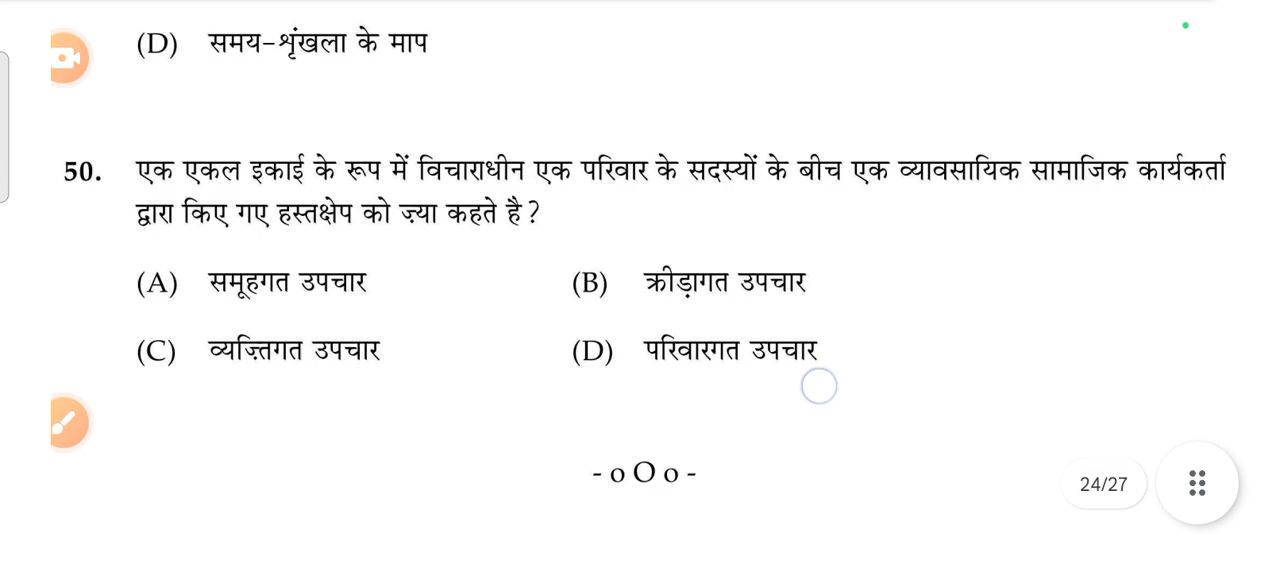 (D) समय-शृंखला के माप
50. एक एकल इकाई के रूप में विचाराधीन एक परिवार के सदस्यों के बीच एक व्यावसायिक सामाजिक कार्यकर्ता
द्वारा किए गए हस्तक्षेप को ज़्या कहते है ?
(A) समूहगत उपचार (B) क्रीड़ागत उपचार
(C) व्यज़्तिगत उपचार (D) परिवारगत उपचार
- o O o -
24/27